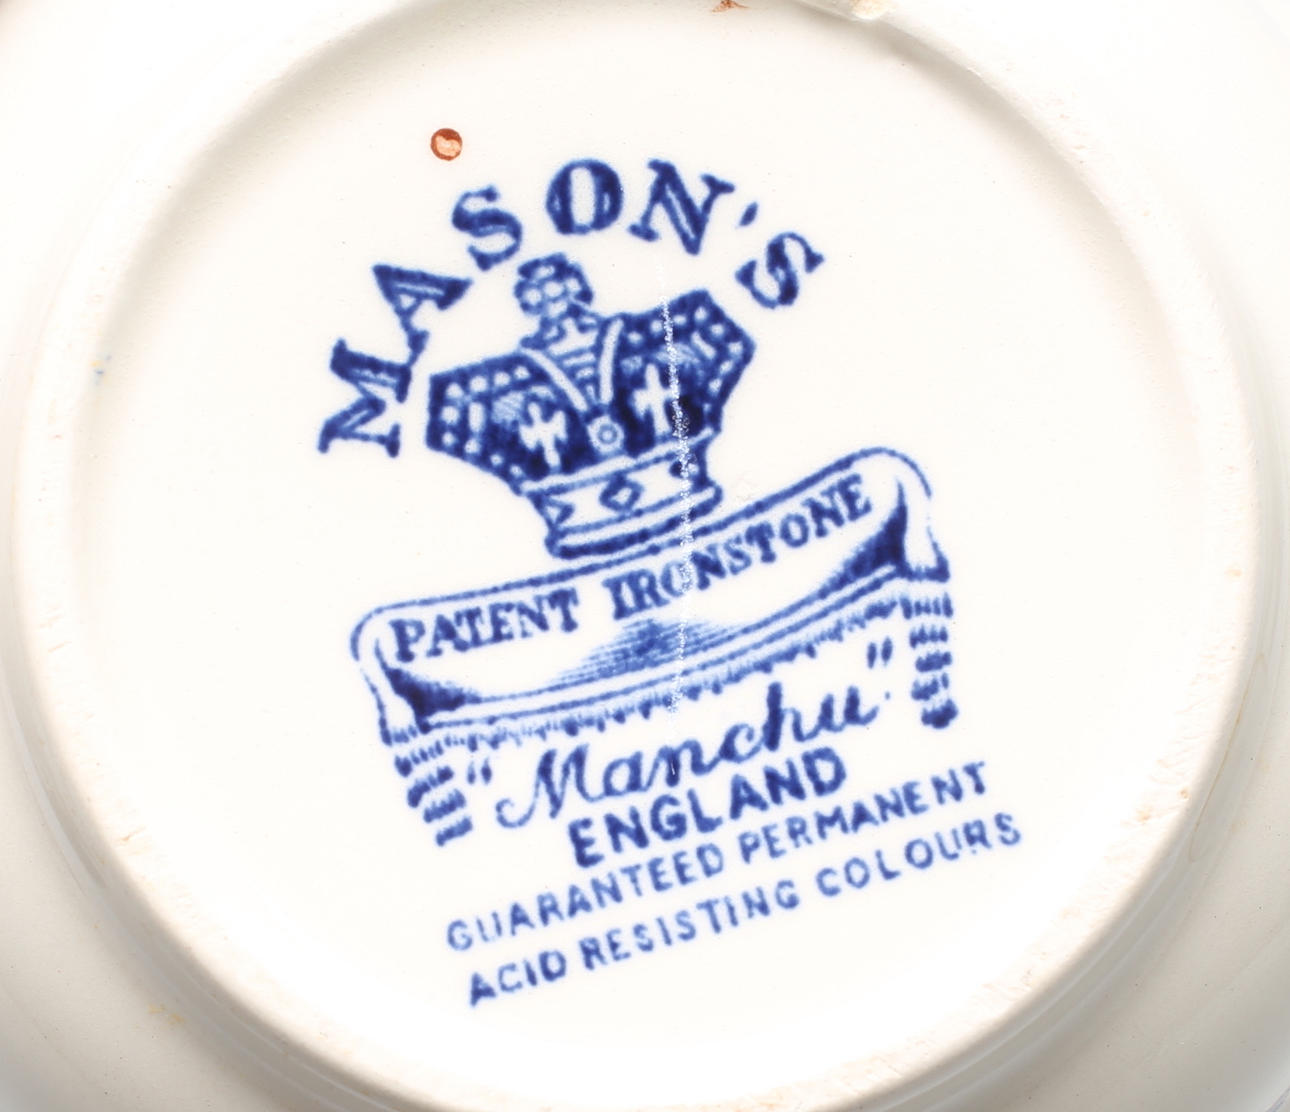 MASON'S
PATENT IRONSTONE
"Manchu"
ENGLAND
GUARANTEED PERMANENT
ACID RESISTING COLOURS